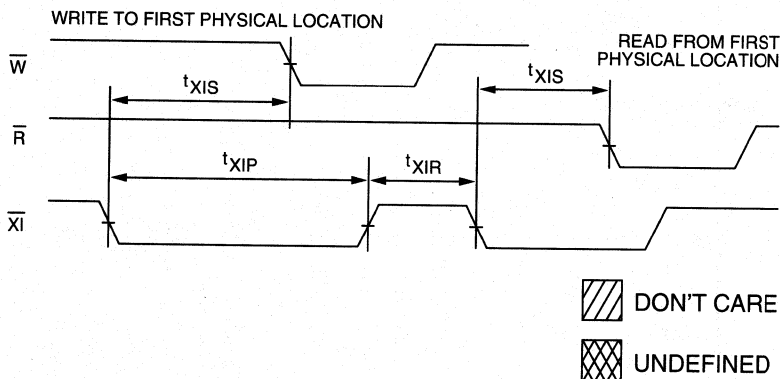 WRITE TO FIRST PHYSICAL LOCATION
READ FROM FIRST
PHYSICAL LOCATION
W
tXIS
tXIS
R
tXIP
tXIR
XI
DON'T CARE
UNDEFINED